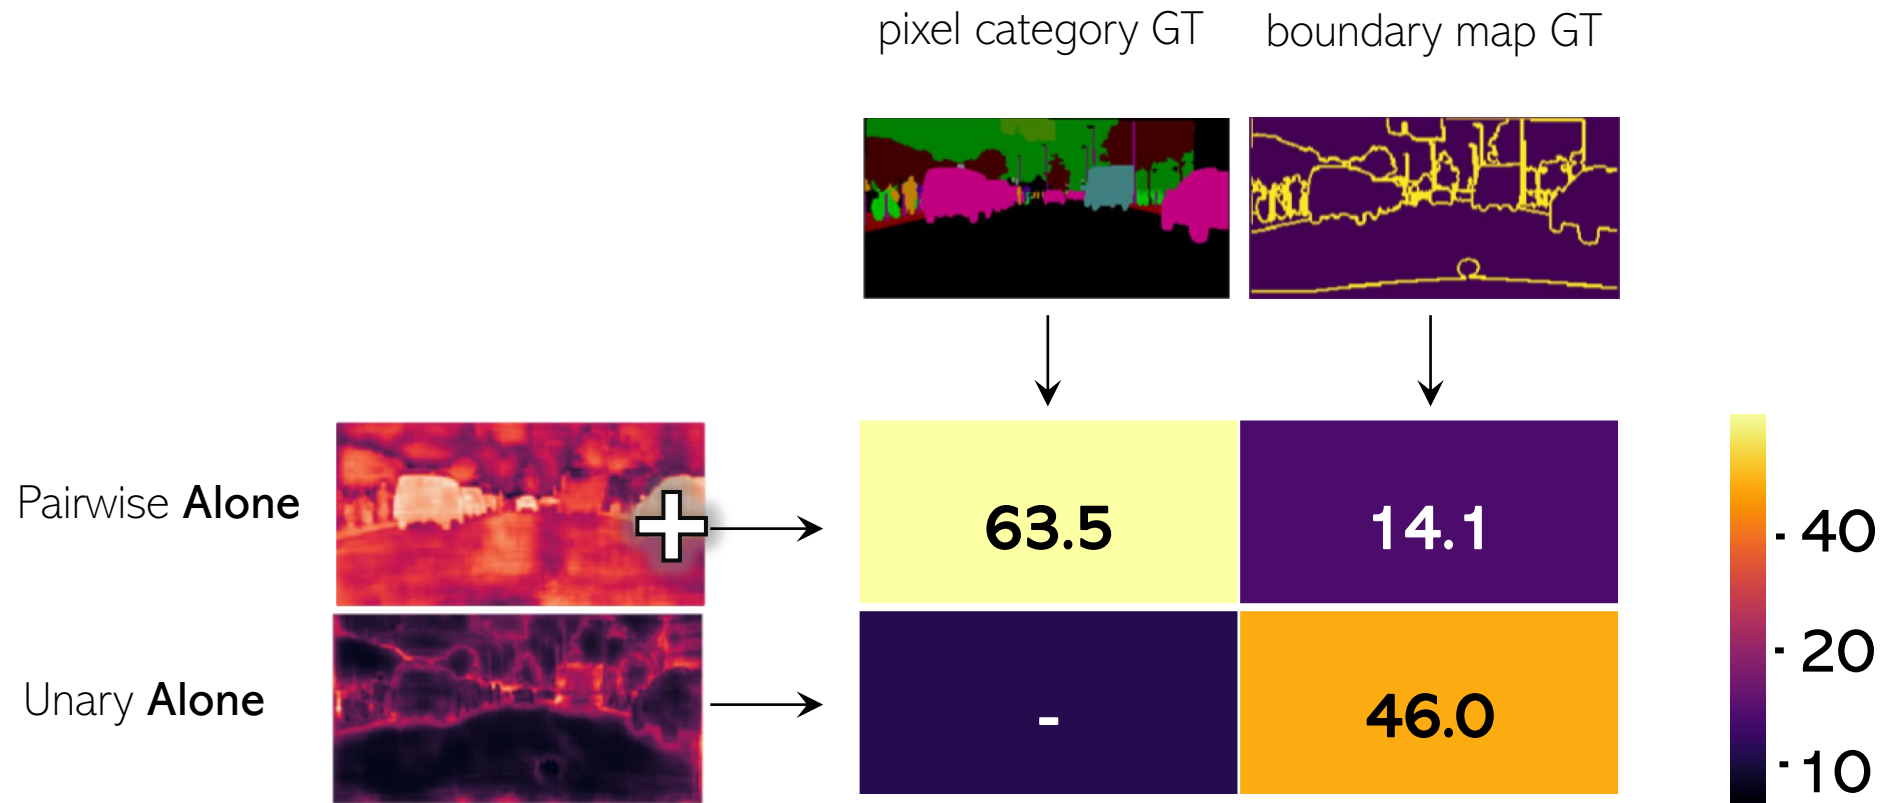 pixel category GT
boundary map GT
Pairwise Alone
63.5
14.1
40
20
Unary Alone
-
46.0
10